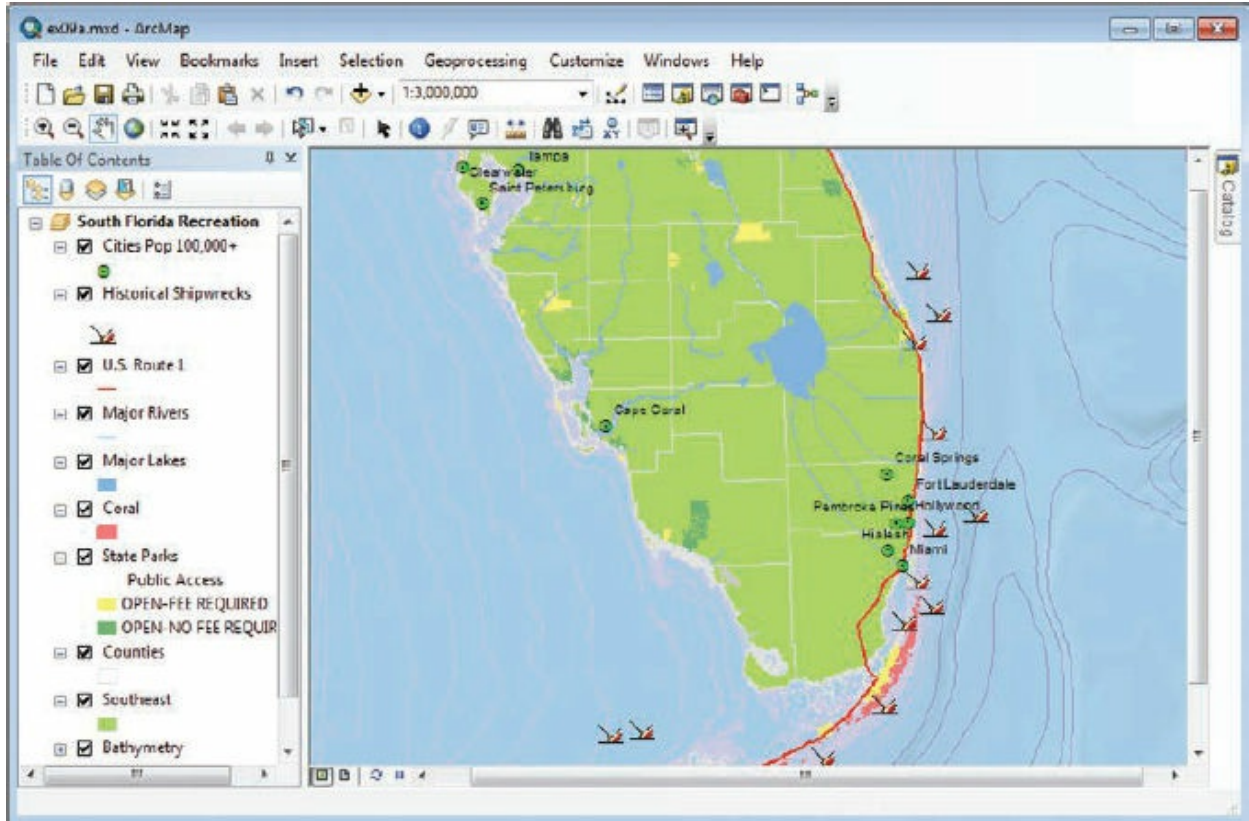 ex09a.mxd - ArcMap
File Edit View Bookmarks Insert Selection Geoprocessing Customize Windows Help
1:3,000,000
Table Of Contents
South Florida Recreation
Cities Pop 100,000+
Historical Shipwrecks
U.S. Route 1
Major Rivers
Major Lakes
Coral
State Parks
Public Access
OPEN-FEE REQUIRED
OPEN-NO FEE REQUIR
Counties
Southeast
Bathymetry
Tampa
Clearwater
Saint Petersburg
Cape Coral
Coral Springs
Fort Lauderdale
Pembroke Pines Hollywood
Hialeah
Miami
Catalog